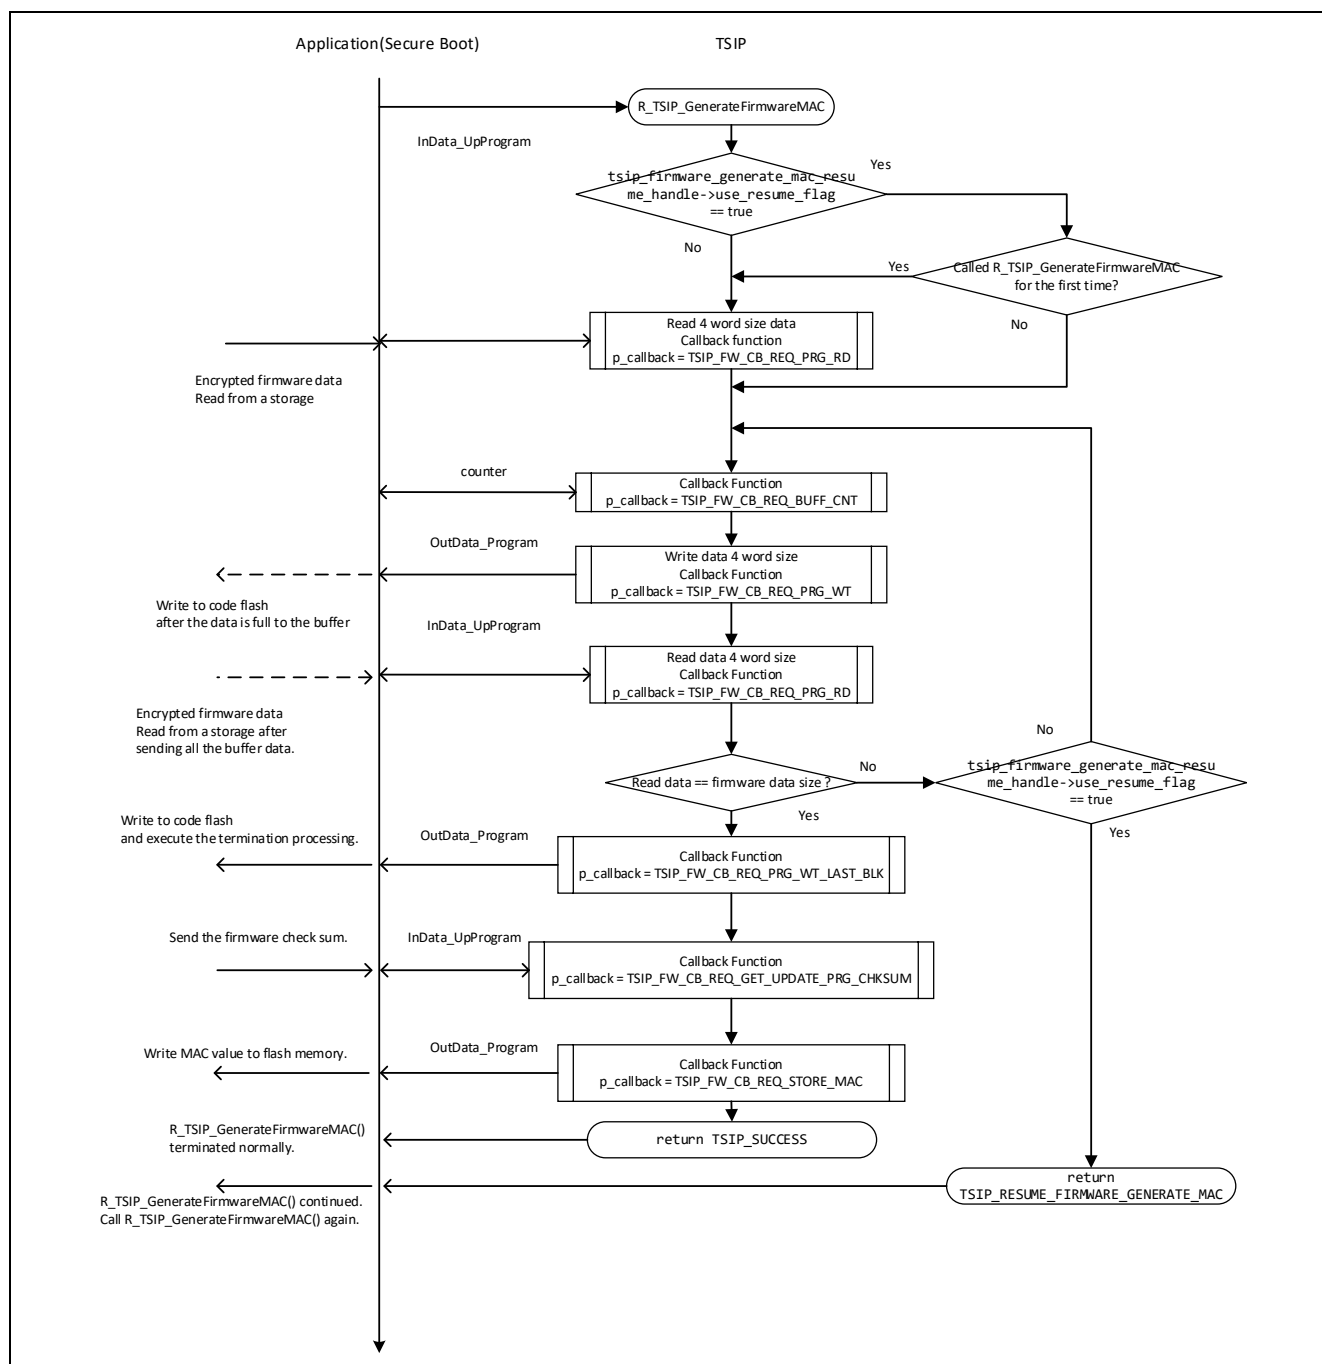 Application(Secure Boot)
TSIP
R_TSIP_GenerateFirmwareMAC
InData_UpProgram
Yes
tsip_firmware_generate_mac_resu
me_handle->use_resume_flag
== true
No
Yes
Called R_TSIP_GenerateFirmwareMAC
for the first time?
No
Read 4 word size data
Callback function
p_callback = TSIP_FW_CB_REQ_PRG_RD
Encrypted firmware data
Read from a storage
counter
Callback Function
p_callback = TSIP_FW_CB_REQ_BUFF_CNT
OutData_Program
Write data 4 word size
Callback Function
p_callback = TSIP_FW_CB_REQ_PRG_WT
Write to code flash
after the data is full to the buffer
InData_UpProgram
Read data 4 word size
Callback Function
p_callback = TSIP_FW_CB_REQ_PRG_RD
Encrypted firmware data
Read from a storage after
sending all the buffer data.
No
Read data == firmware data size ?
No
tsip_firmware_generate_mac_resu
me_handle->use_resume_flag
== true
Yes
Yes
Write to code flash
and execute the termination processing.
OutData_Program
Callback Function
p_callback = TSIP_FW_CB_REQ_PRG_WT_LAST_BLK
Send the firmware check sum.
InData_UpProgram
Callback Function
p_callback = TSIP_FW_CB_REQ_GET_UPDATE_PRG_CHKSUM
Write MAC value to flash memory.
OutData_Program
Callback Function
p_callback = TSIP_FW_CB_REQ_STORE_MAC
R_TSIP_GenerateFirmwareMAC()
terminated normally.
return TSIP_SUCCESS
return
TSIP_RESUME_FIRMWARE_GENERATE_MAC
R_TSIP_GenerateFirmwareMAC() continued.
Call R_TSIP_GenerateFirmwareMAC() again.